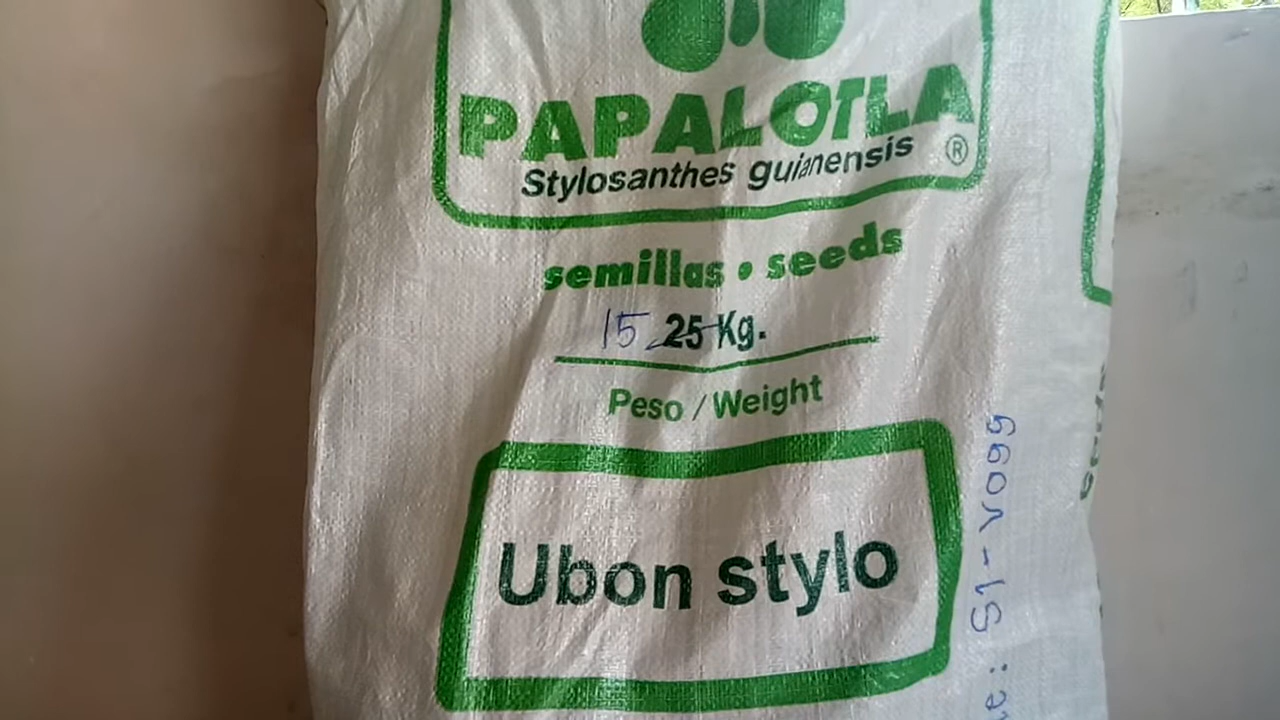 PAPALOTLA
Stylosanthes guianensis ®
semillas • seeds
15 25 Kg.
Peso / Weight
Ubon stylo